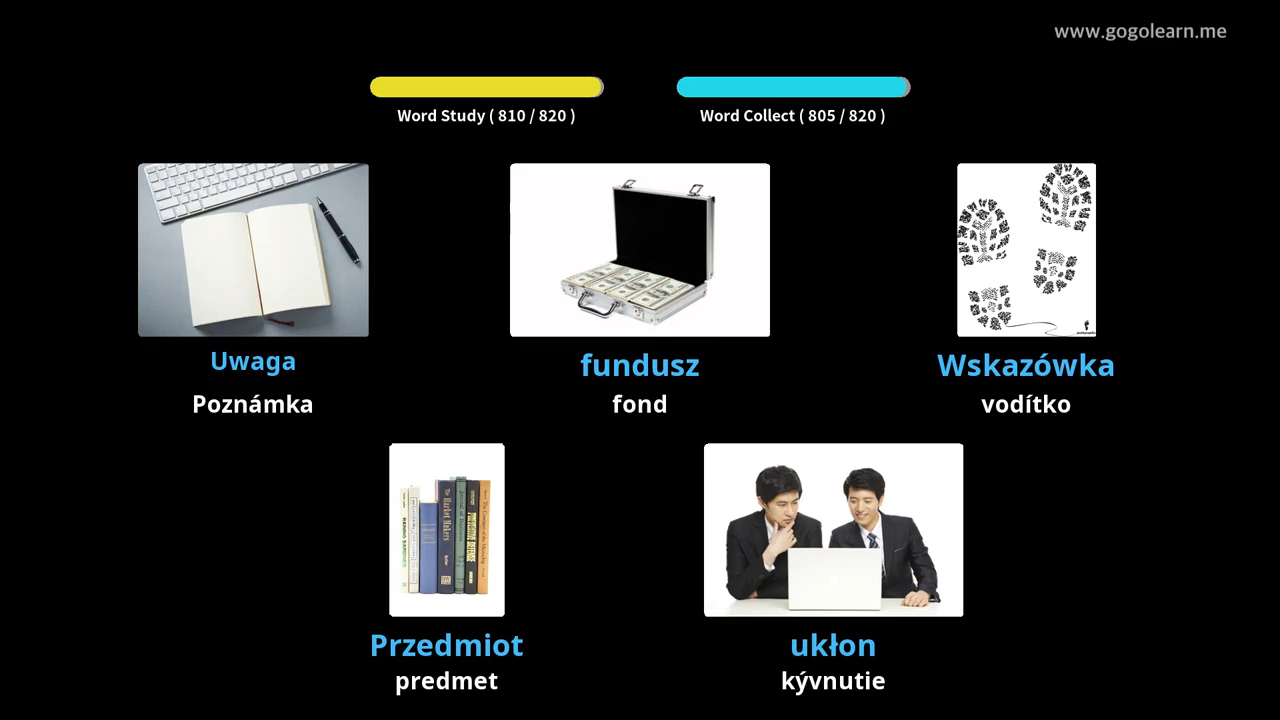 www.gogolearn.me
Word Study ( 810 / 820 )
Word Collect ( 805 / 820 )
Uwaga
fundusz
Wskazówka
Poznámka
fond
vodítko
Przedmiot
ukłon
predmet
kývnutie